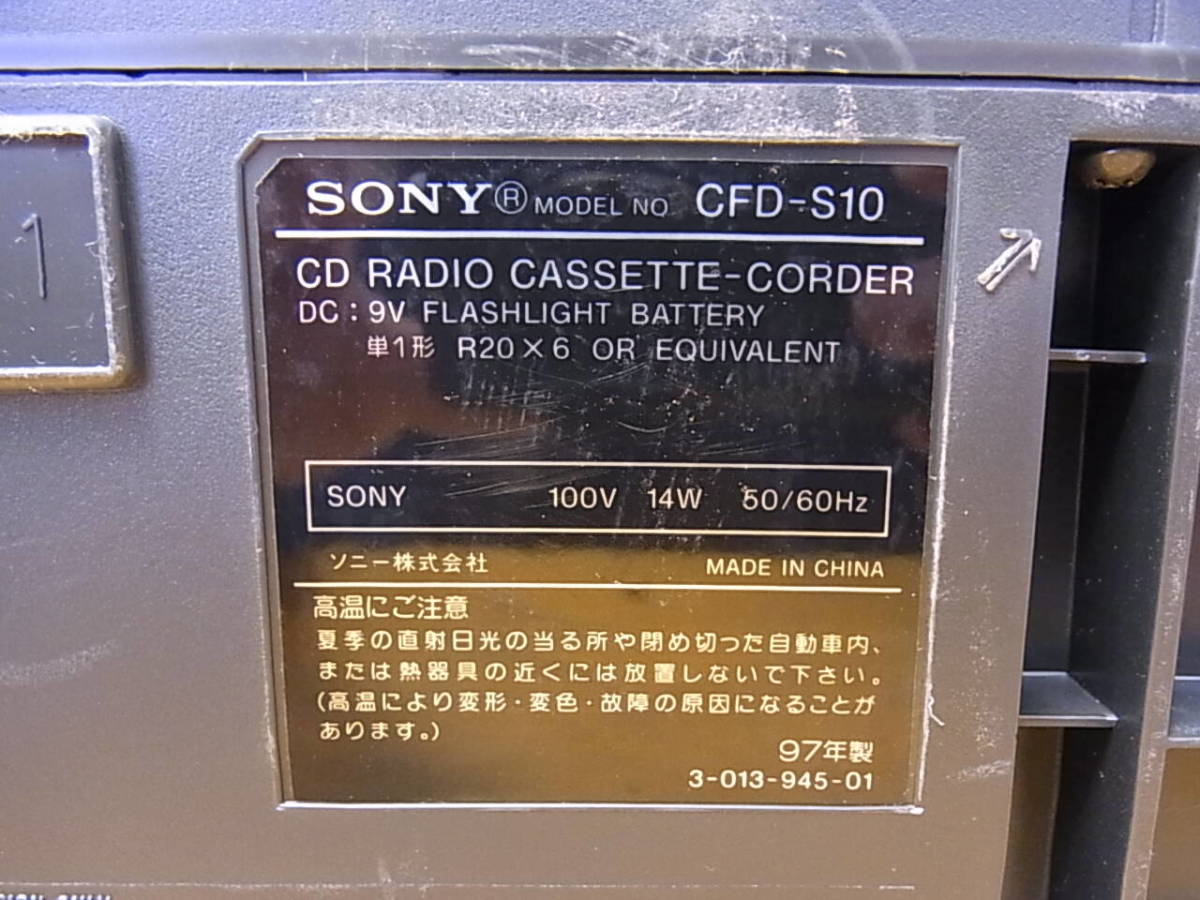 SONY® MODEL NO CFD-S10
CD RADIO CASSETTE-CORDER
DC : 9V FLASHLIGHT BATTERY
単1形 R20×6 OR EQUIVALENT
SONY 100V 14W 50/60Hz
ソニー株式会社 MADE IN CHINA
高温にご注意
夏季の直射日光の当る所や閉め切った自動車内、
または熱器具の近くには放置しないで下さい。
(高温により変形・変色・故障の原因になることが
あります。)
97年製
3-013-945-01
1